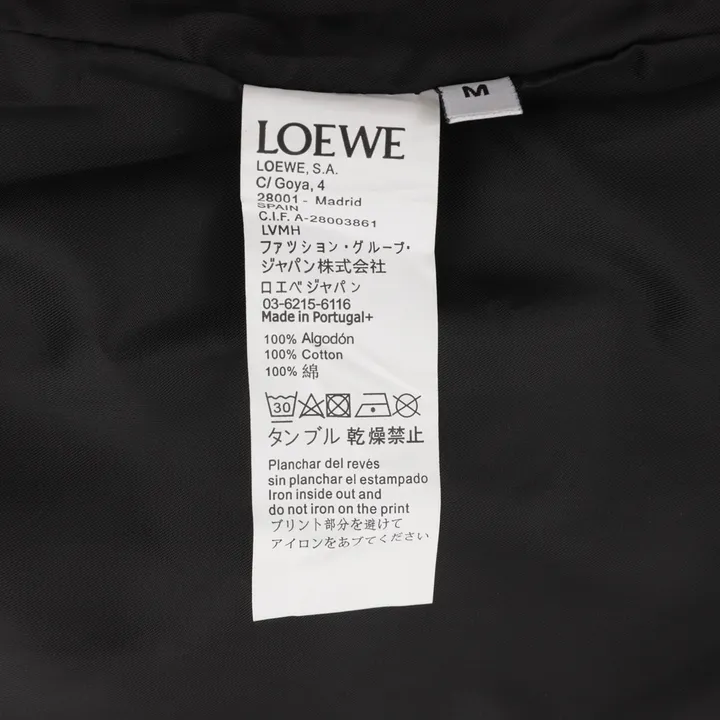 M
LOEWE
LOEWE, S.A.
C/ Goya, 4
28001 - Madrid
SPAIN
C.I.F. A-28003861
LVMH
ファッション・グループ・
ジャパン株式会社
ロエベジャパン
03-6215-6116
Made in Portugal+
100% Algodón
100% Cotton
100% 綿
30
タンブル 乾燥禁止
Planchar del revés
sin planchar el estampado
Iron inside out and
do not iron on the print
プリント部分を避けて
アイロンをあブてください